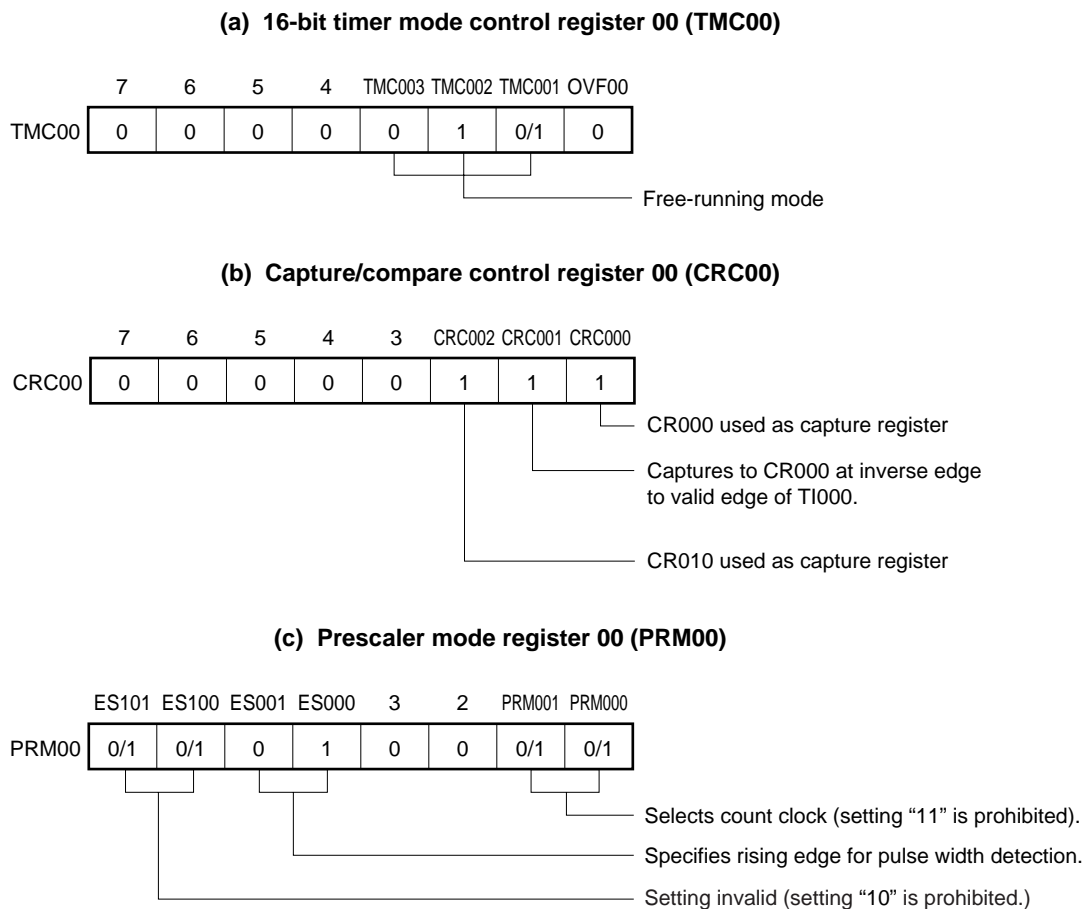 (a) 16-bit timer mode control register 00 (TMC00)
7 6 5 4 TMC003 TMC002 TMC001 OVF00
TMC00 0 0 0 0 0 1 0/1 0
Free-running mode
(b) Capture/compare control register 00 (CRC00)
7 6 5 4 3 CRC002 CRC001 CRC000
CRC00 0 0 0 0 0 1 1 1
CR000 used as capture register
Captures to CR000 at inverse edge
to valid edge of TI000.
CR010 used as capture register
(c) Prescaler mode register 00 (PRM00)
ES101 ES100 ES001 ES000 3 2 PRM001 PRM000
PRM00 0/1 0/1 0 1 0 0 0/1 0/1
Selects count clock (setting “11” is prohibited).
Specifies rising edge for pulse width detection.
Setting invalid (setting “10” is prohibited.)